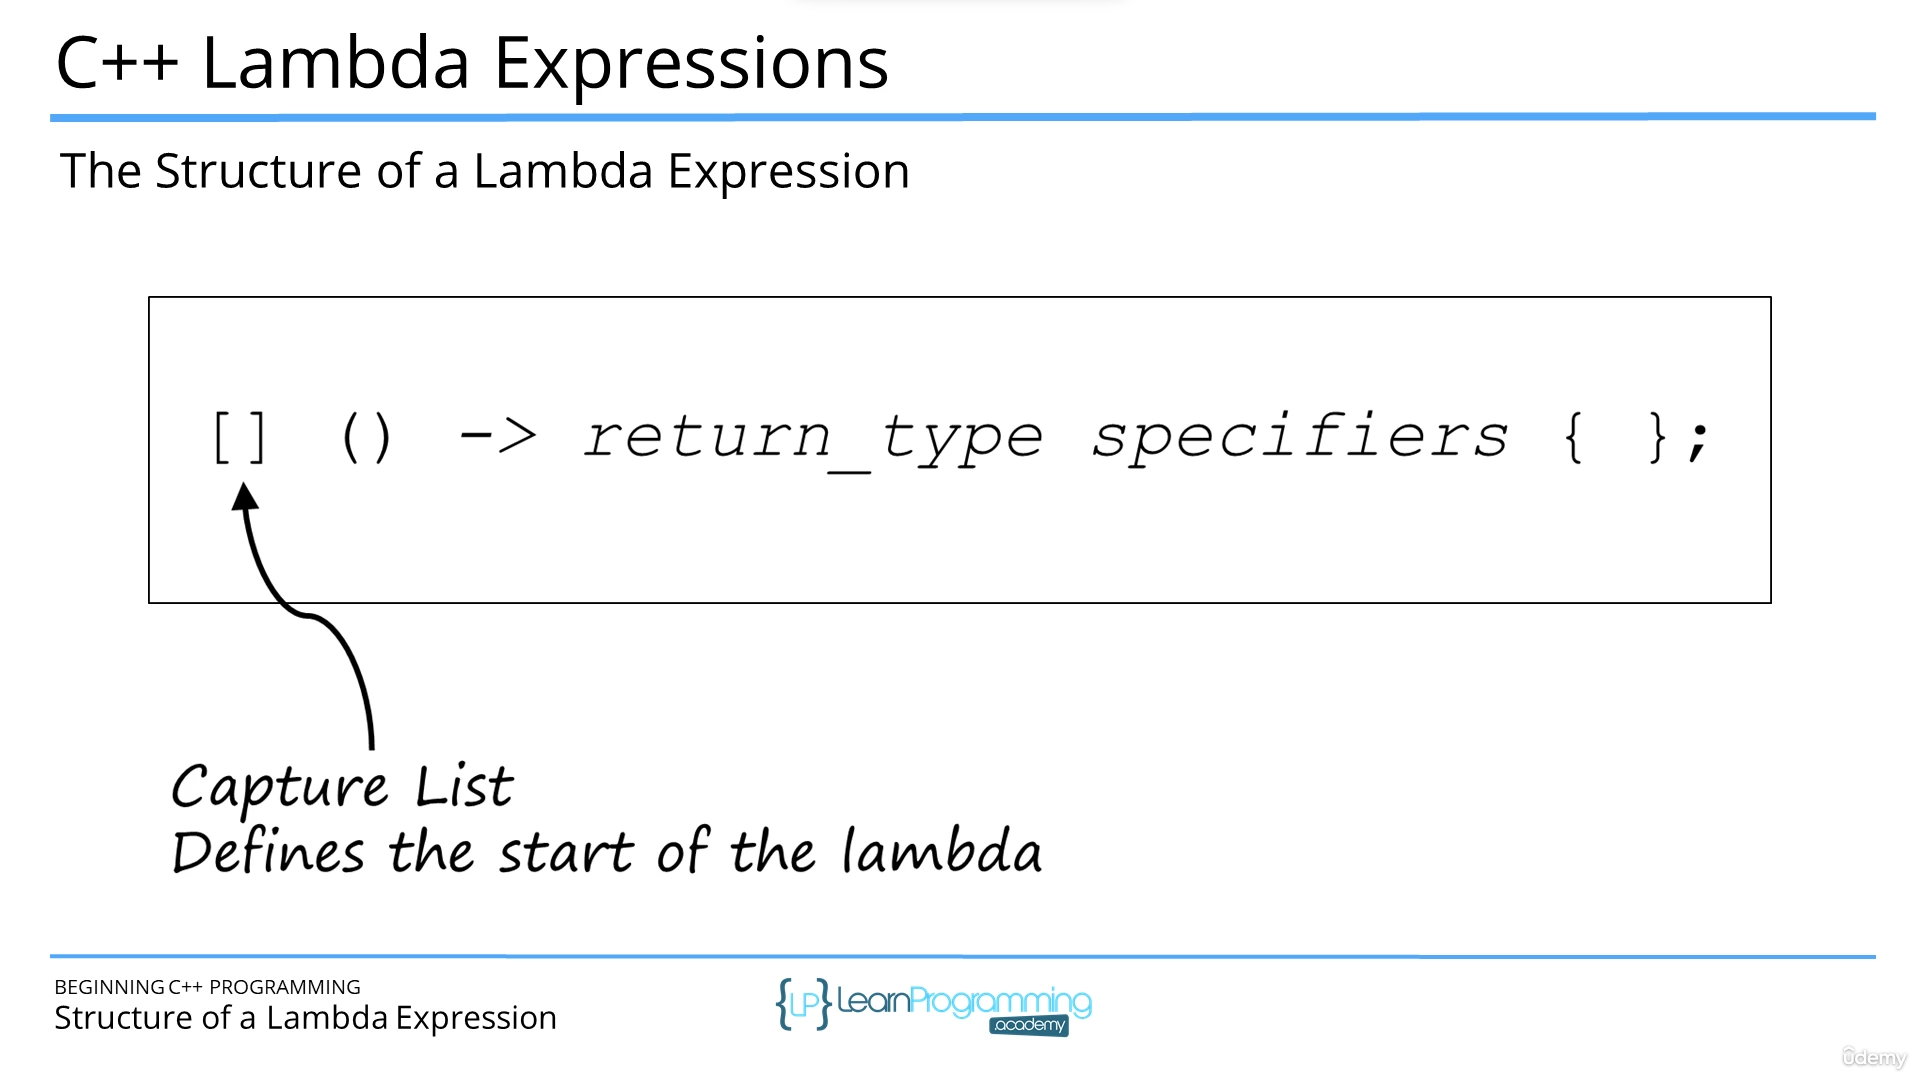 C++ Lambda Expressions
The Structure of a Lambda Expression
[] () -> return_type specifiers { };
Capture List
Defines the start of the lambda
BEGINNING C++ PROGRAMMING
Structure of a Lambda Expression
{LP} LearnProgramming
academy
ûdemy